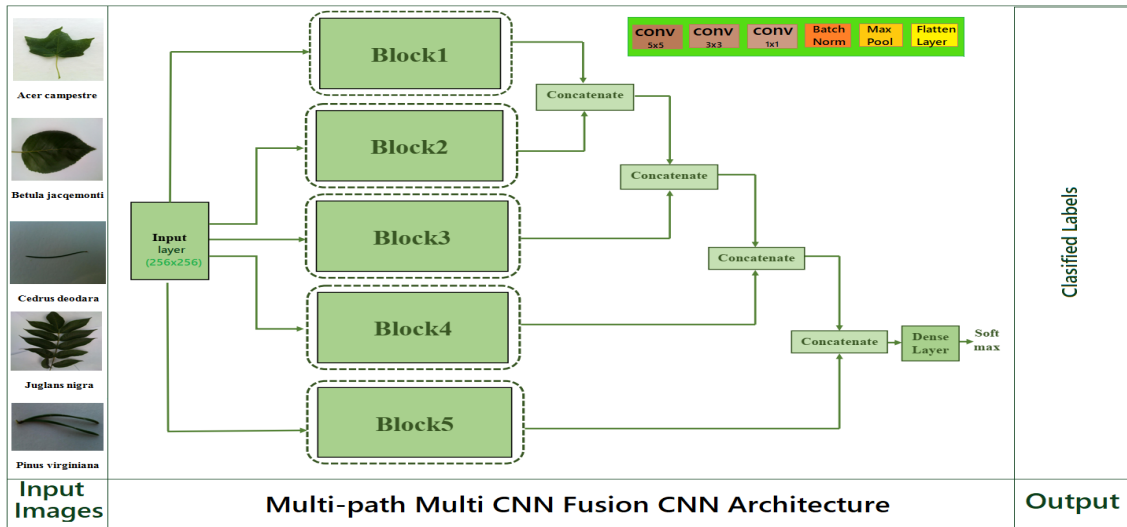 Acer campestre
Betula jacqemonti
Cedrus deodara
Juglans nigra
Pinus virginiana
Input
Images
Input
layer
(256x256)
Block1
Block2
Block3
Block4
Block5
conv
5x5
conv
3x3
conv
1x1
Batch
Norm
Max
Pool
Flatten
Layer
Concatenate
Concatenate
Concatenate
Concatenate
Dense
Layer
Soft
max
Multi-path Multi CNN Fusion CNN Architecture
Clasified Labels
Output